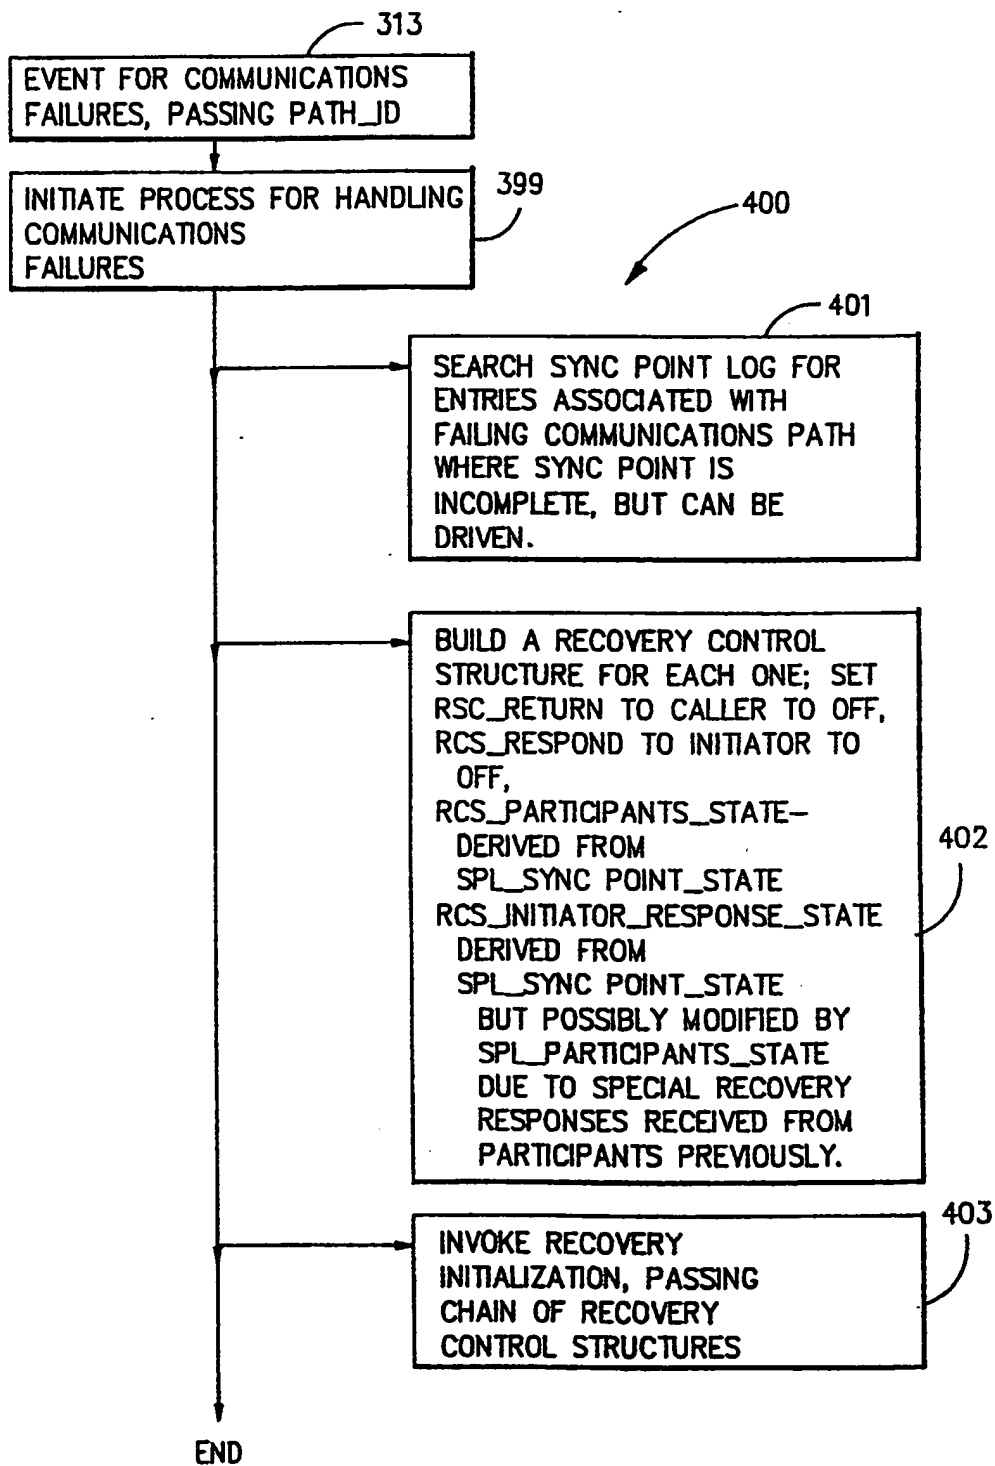 313
EVENT FOR COMMUNICATIONS
FAILURES, PASSING PATH_ID
INITIATE PROCESS FOR HANDLING
COMMUNICATIONS
FAILURES
399
400
401
SEARCH SYNC POINT LOG FOR
ENTRIES ASSOCIATED WITH
FAILING COMMUNICATIONS PATH
WHERE SYNC POINT IS
INCOMPLETE, BUT CAN BE
DRIVEN.
BUILD A RECOVERY CONTROL
STRUCTURE FOR EACH ONE; SET
RSC_RETURN TO CALLER TO OFF,
RCS_RESPOND TO INITIATOR TO
OFF,
RCS_PARTICIPANTS_STATE-
DERIVED FROM
SPL_SYNC POINT_STATE
RCS_INITIATOR_RESPONSE_STATE
DERIVED FROM
SPL_SYNC POINT_STATE
BUT POSSIBLY MODIFIED BY
SPL_PARTICIPANTS_STATE
DUE TO SPECIAL RECOVERY
RESPONSES RECEIVED FROM
PARTICIPANTS PREVIOUSLY.
402
403
INVOKE RECOVERY
INITIALIZATION, PASSING
CHAIN OF RECOVERY
CONTROL STRUCTURES
END